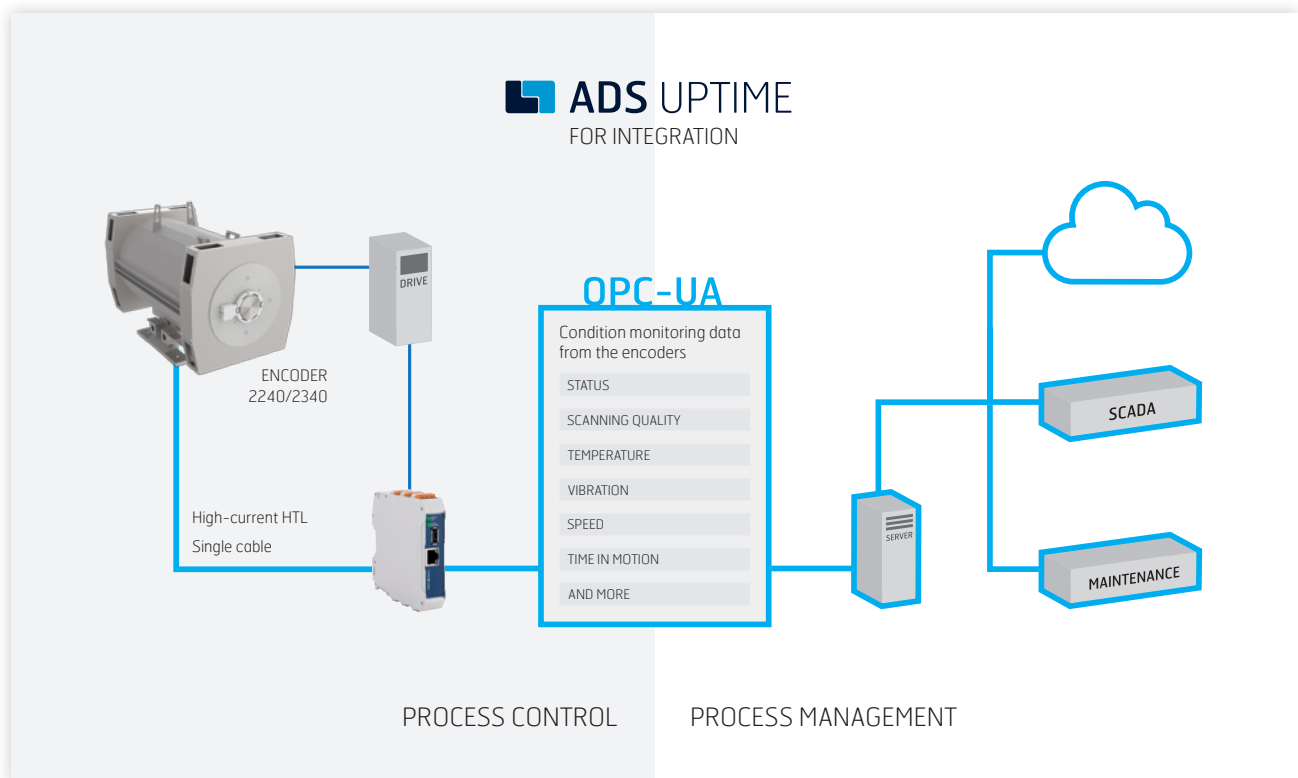 ADS UPTIME
FOR INTEGRATION
DRIVE
ENCODER
2240/2340
High-current HTL
Single cable
OPC-UA
Condition monitoring data
from the encoders
STATUS
SCANNING QUALITY
TEMPERATURE
VIBRATION
SPEED
TIME IN MOTION
AND MORE
SERVER
SCADA
MAINTENANCE
PROCESS CONTROL
PROCESS MANAGEMENT